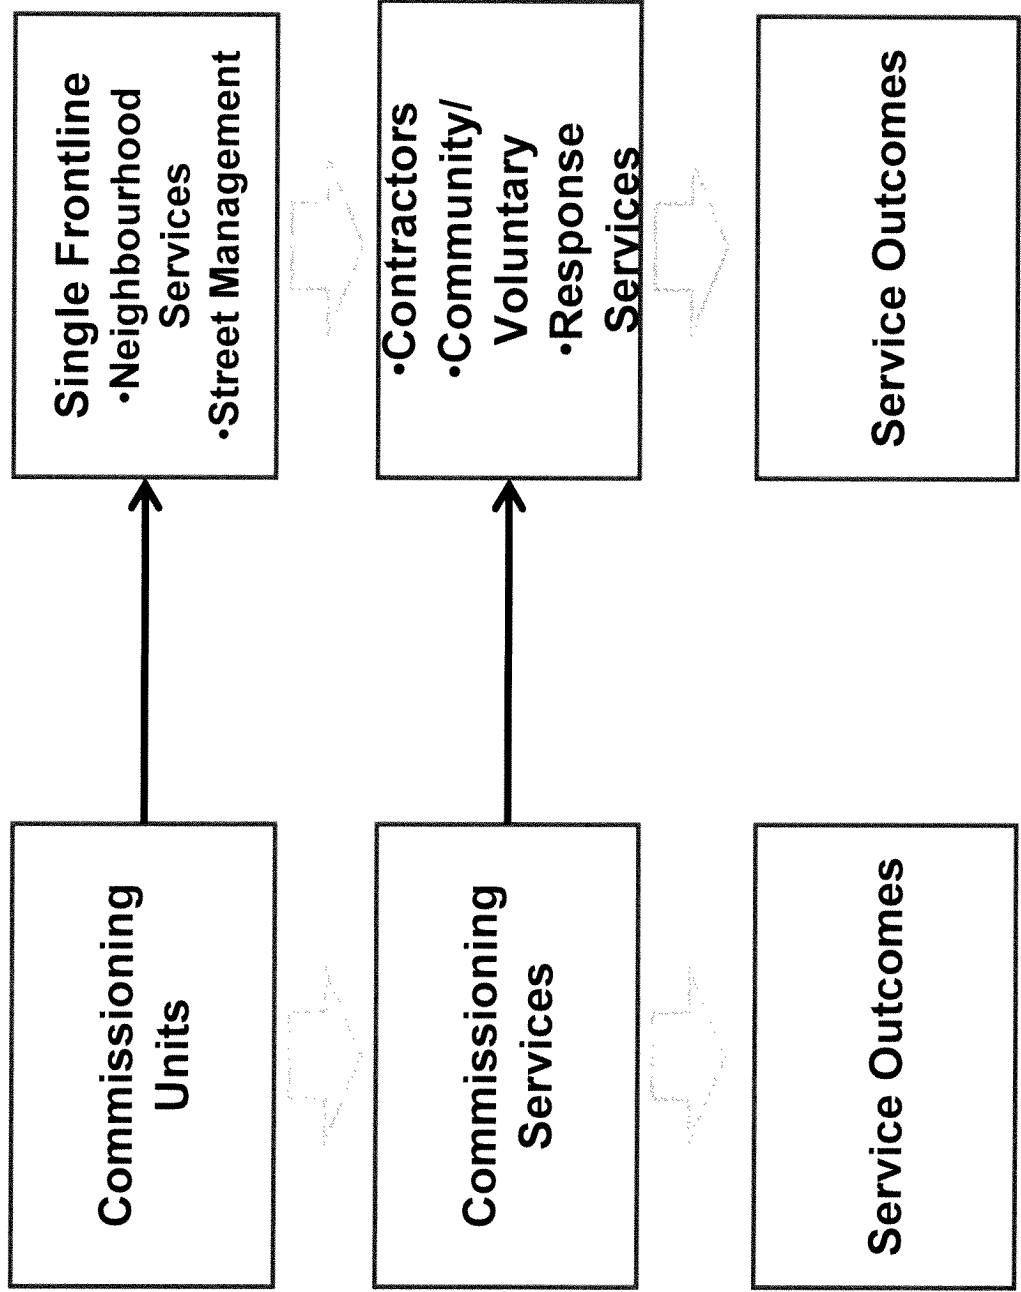 Commissioning
Units
Single Frontline
•Neighbourhood
Services
•Street Management
Commissioning
Services
•Contractors
•Community/
Voluntary
•Response
Services
Service Outcomes
Service Outcomes